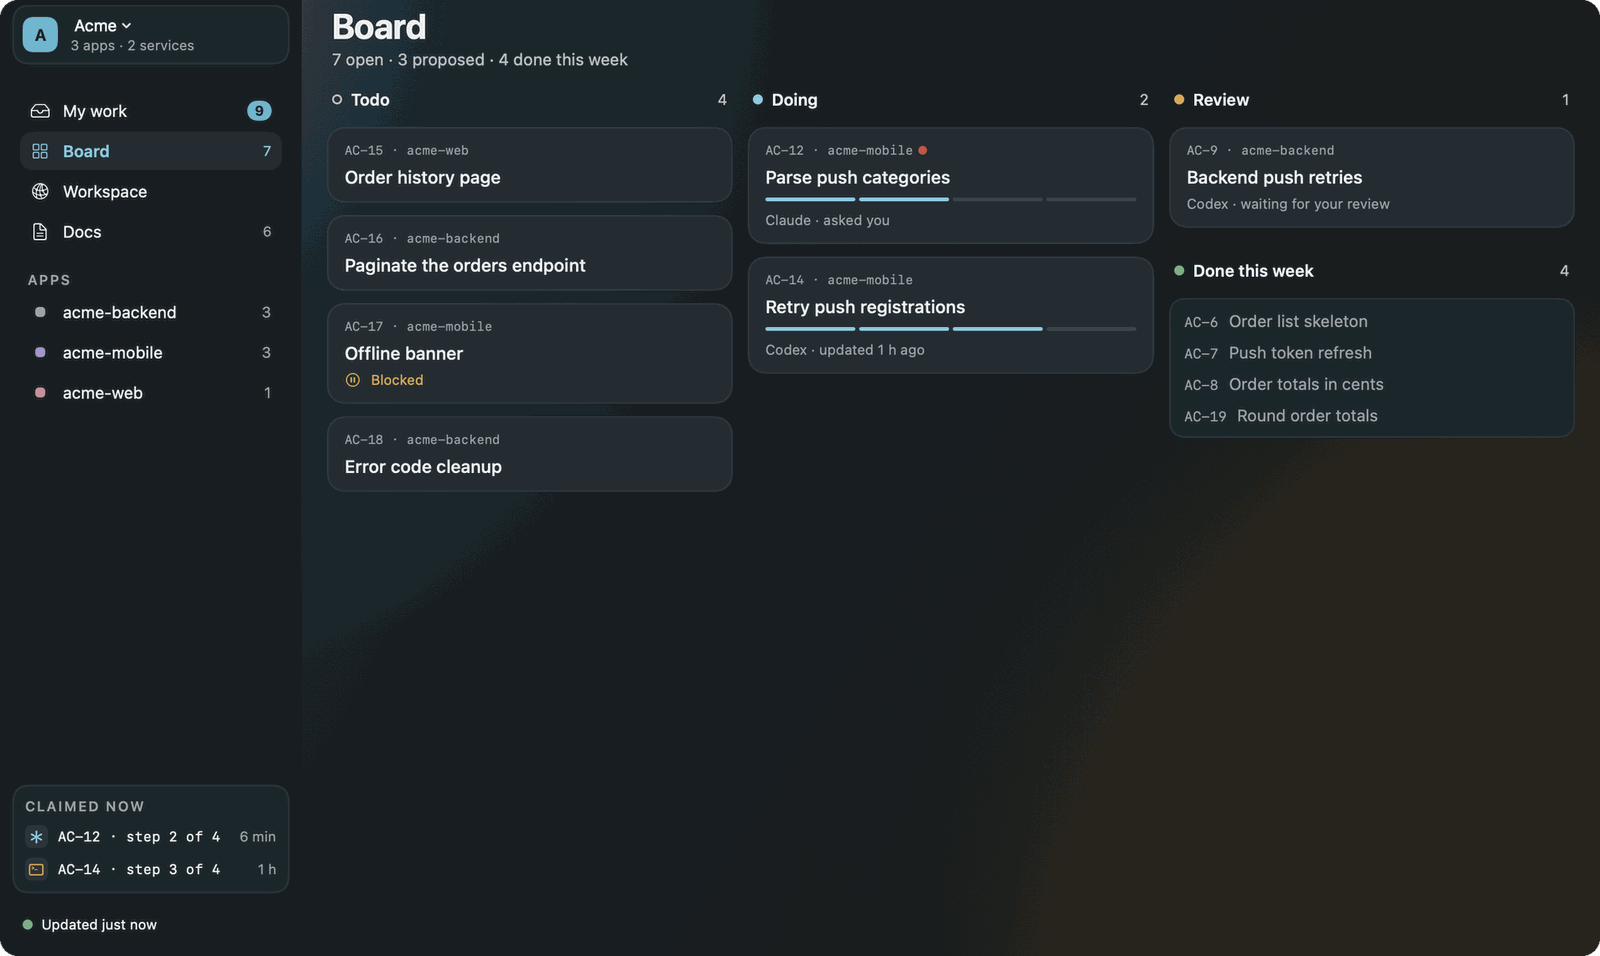 A
Acme
3 apps · 2 services
My work 9
Board 7
Workspace
Docs 6
APPS
acme-backend 3
acme-mobile 3
acme-web 1
CLAIMED NOW
AC-12 · step 2 of 4 6 min
AC-14 · step 3 of 4 1 h
Updated just now
Board
7 open · 3 proposed · 4 done this week
Todo 4
AC-15 · acme-web
Order history page
AC-16 · acme-backend
Paginate the orders endpoint
AC-17 · acme-mobile
Offline banner
Blocked
AC-18 · acme-backend
Error code cleanup
Doing 2
AC-12 · acme-mobile
Parse push categories
Claude · asked you
AC-14 · acme-mobile
Retry push registrations
Codex · updated 1 h ago
Review 1
AC-9 · acme-backend
Backend push retries
Codex · waiting for your review
Done this week 4
AC-6 Order list skeleton
AC-7 Push token refresh
AC-8 Order totals in cents
AC-19 Round order totals